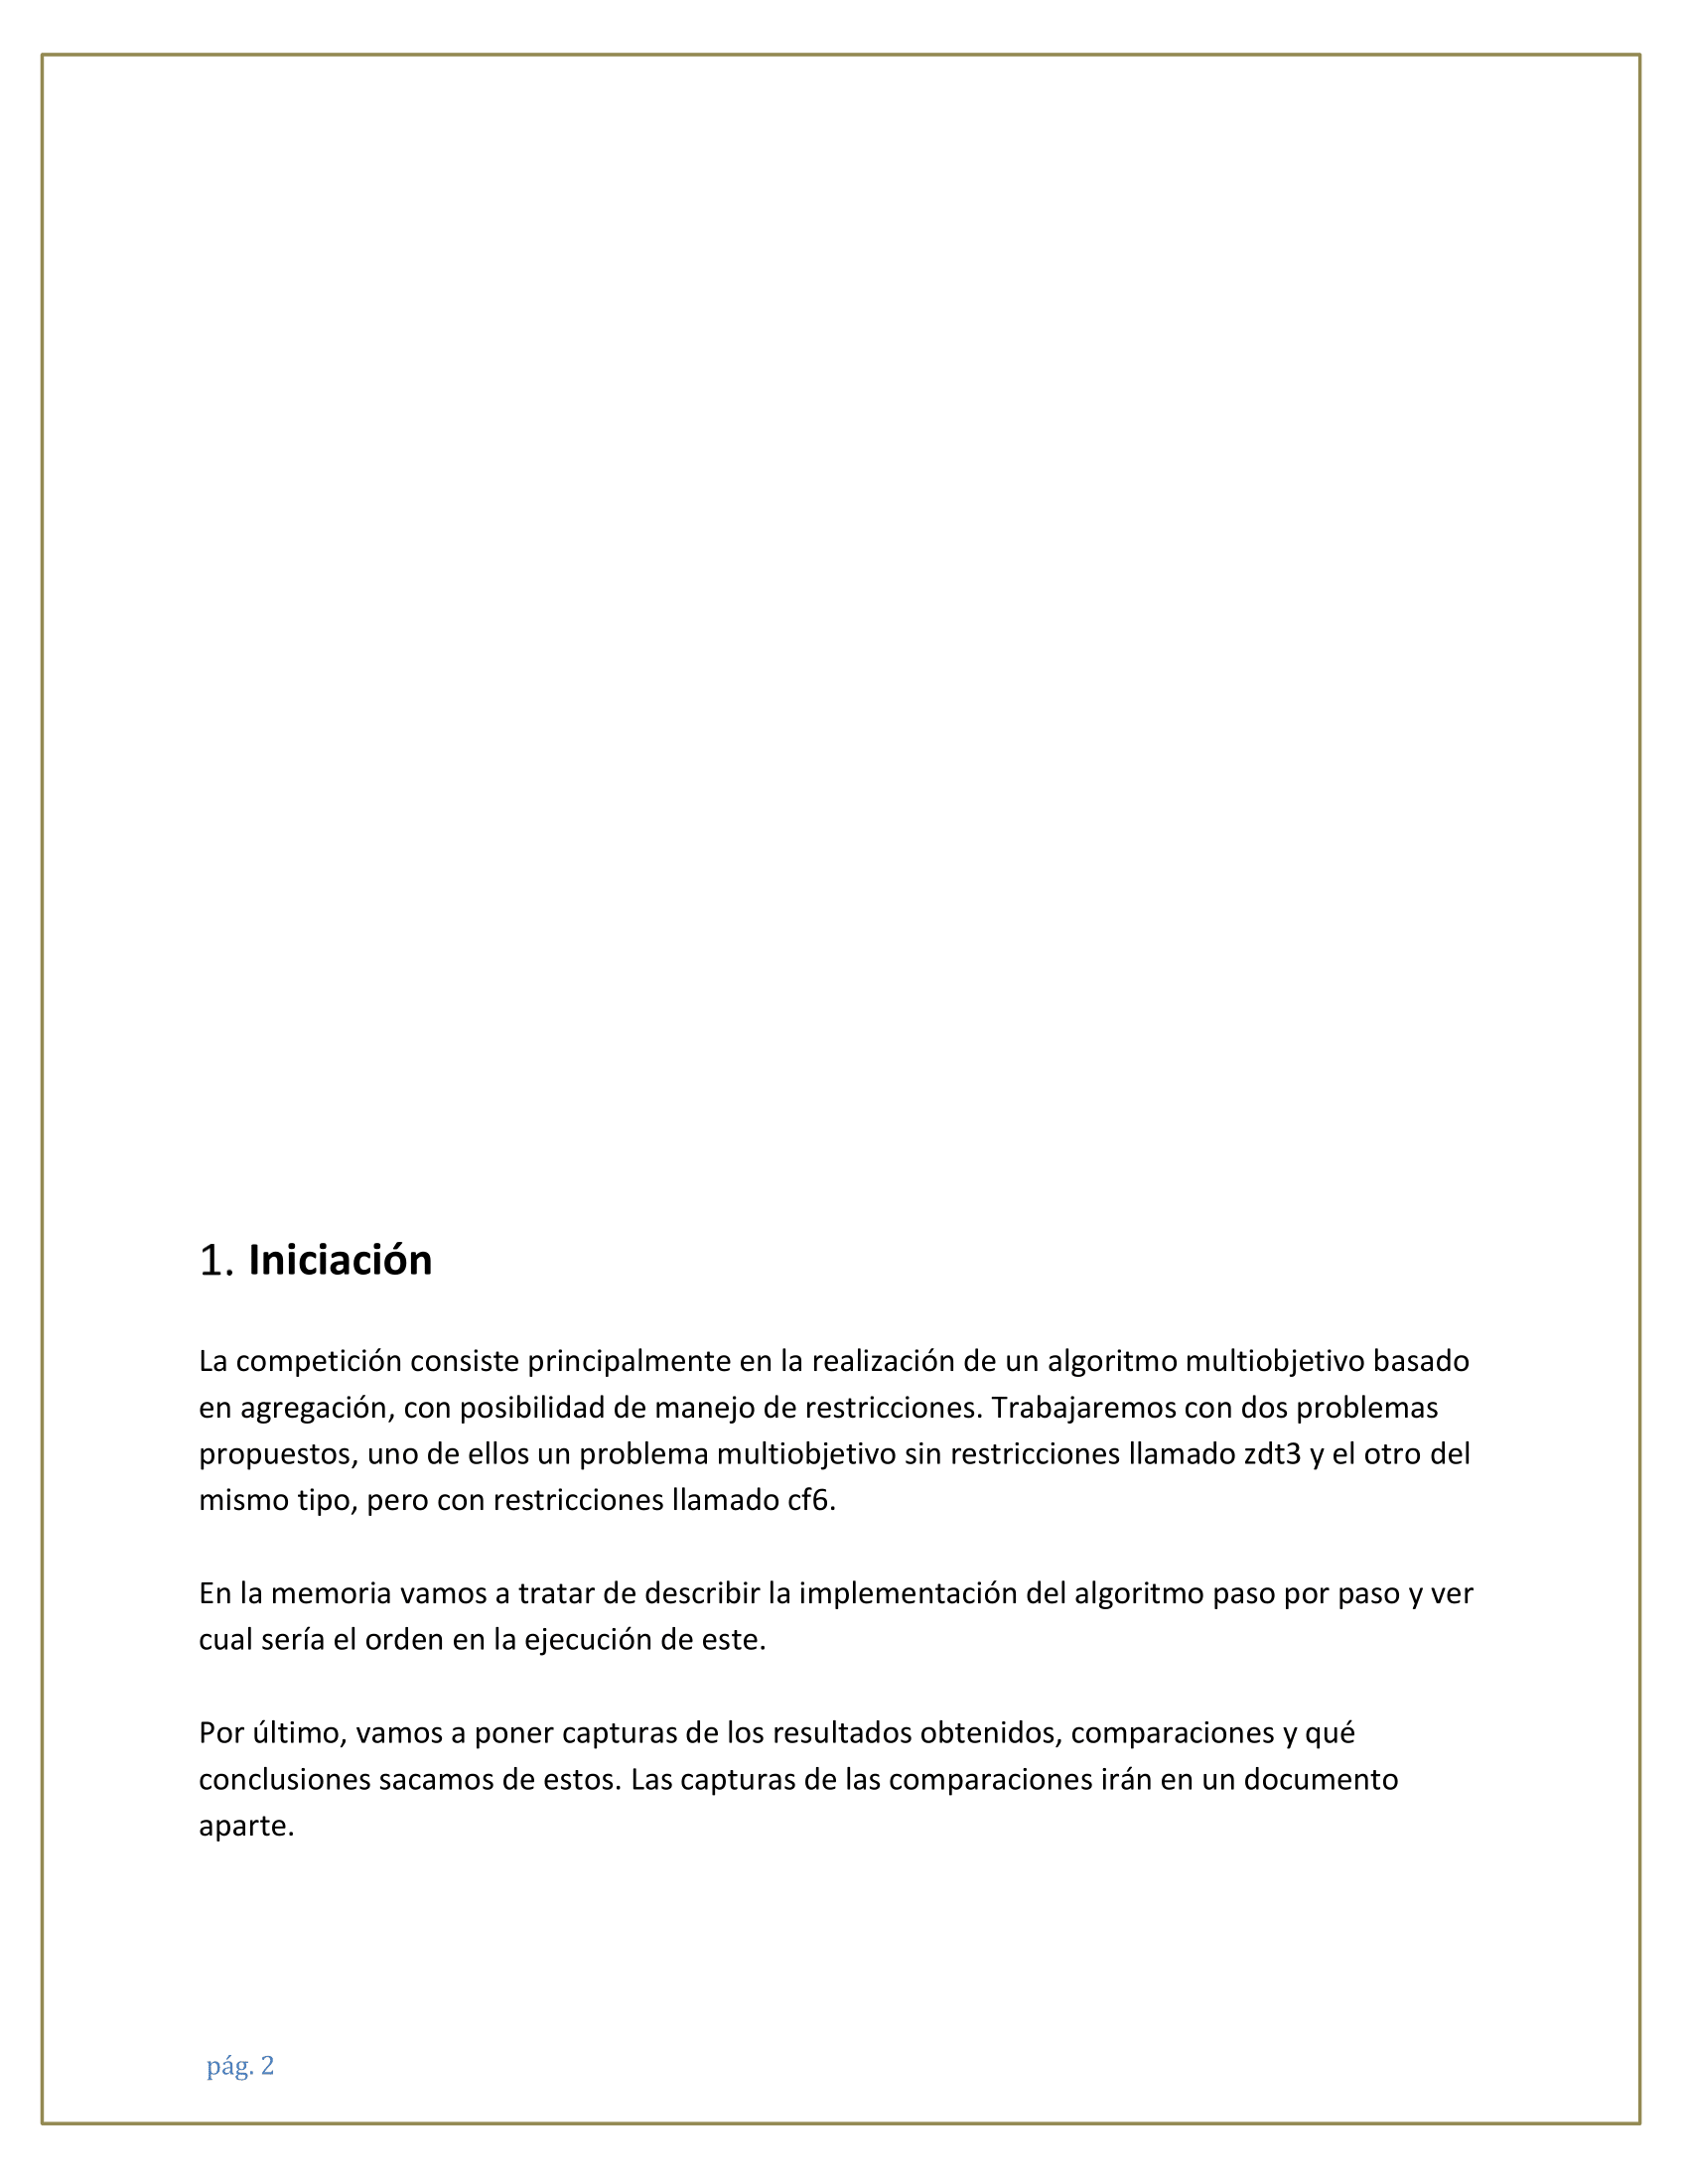 1. Iniciación
La competición consiste principalmente en la realización de un algoritmo multiobjetivo basado
en agregación, con posibilidad de manejo de restricciones. Trabajaremos con dos problemas
propuestos, uno de ellos un problema multiobjetivo sin restricciones llamado zdt3 y el otro del
mismo tipo, pero con restricciones llamado cf6.
En la memoria vamos a tratar de describir la implementación del algoritmo paso por paso y ver
cual sería el orden en la ejecución de este.
Por último, vamos a poner capturas de los resultados obtenidos, comparaciones y qué
conclusiones sacamos de estos. Las capturas de las comparaciones irán en un documento
aparte.
pág. 2